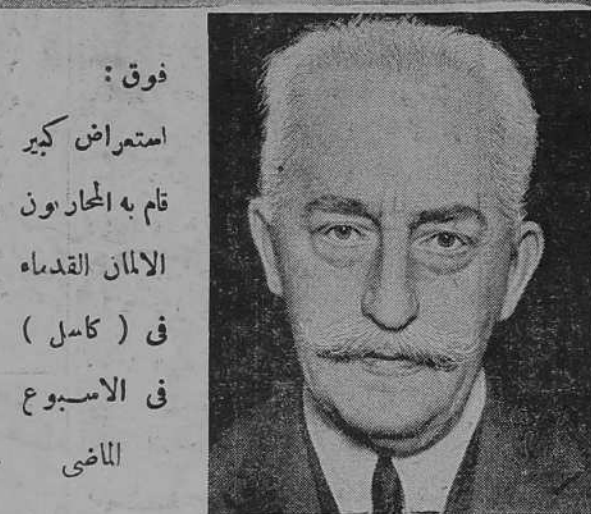 فوق :
استعراض كبير
قام به المحاربون
الالمان القدماء
فى ( كاسل )
فى الاسبوع
الماضى